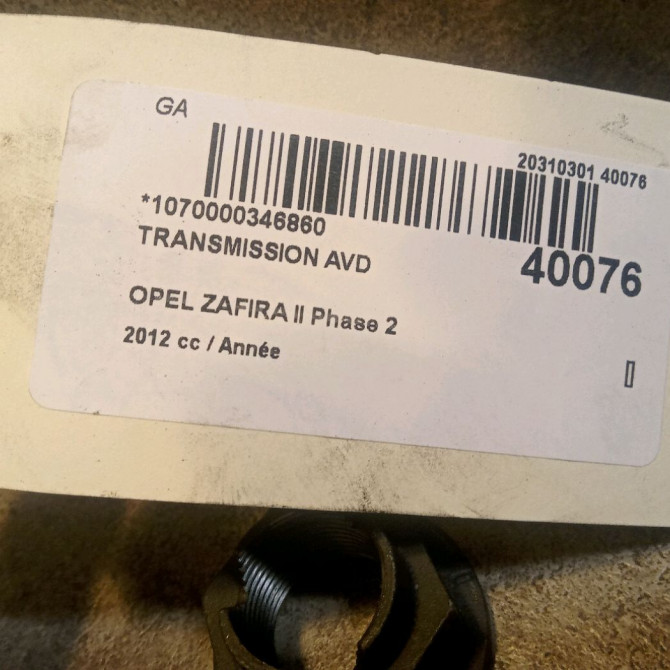 GA
20310301 40076
*1070000346860
TRANSMISSION AVD
40076
OPEL ZAFIRA II Phase 2
2012 cc / Année